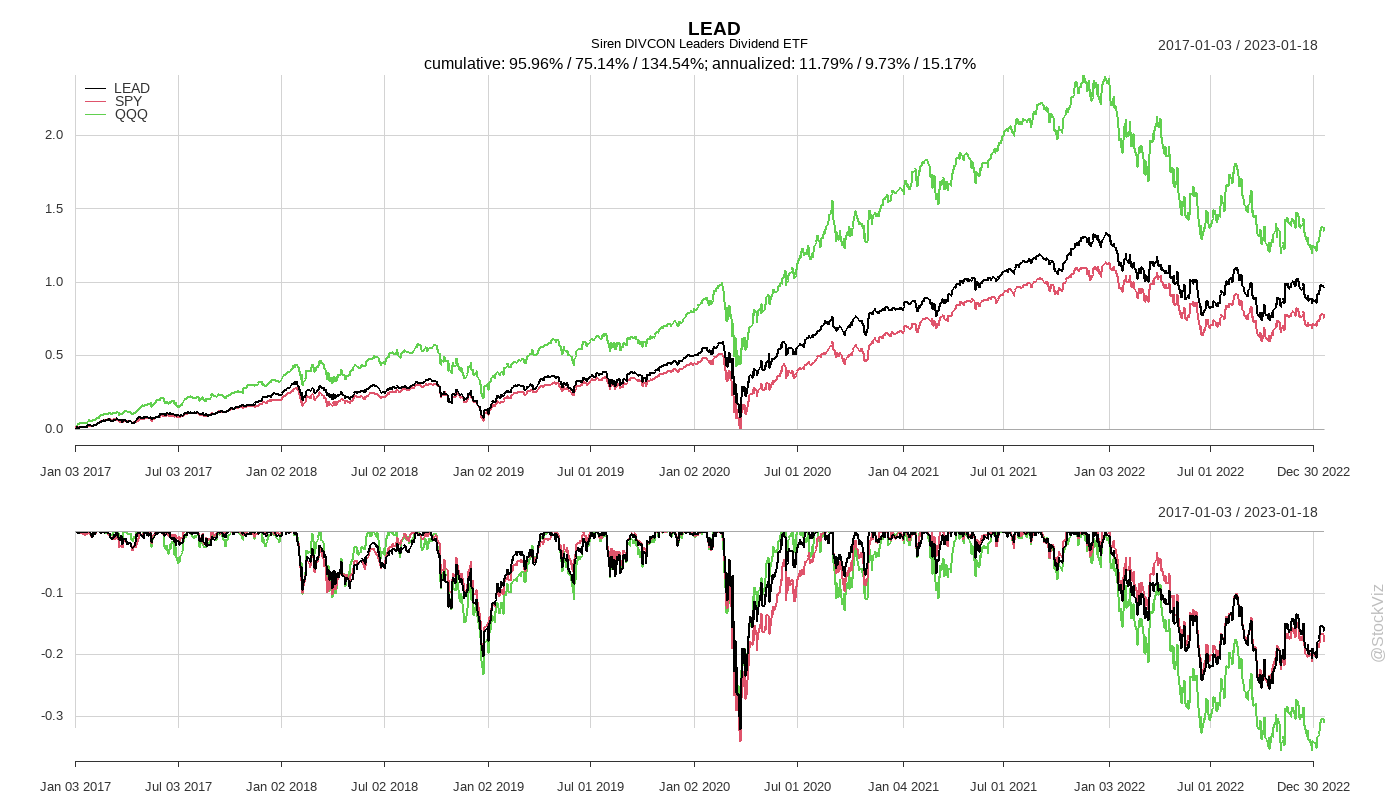 LEAD
Siren DIVCON Leaders Dividend ETF
2017-01-03 / 2023-01-18
cumulative: 95.96% / 75.14% / 134.54%; annualized: 11.79% / 9.73% / 15.17%
LEAD
SPY
QQQ
2.0
1.5
1.0
0.5
0.0
Jan 03 2017 Jul 03 2017 Jan 02 2018 Jul 02 2018 Jan 02 2019 Jul 01 2019 Jan 02 2020 Jul 01 2020 Jan 04 2021 Jul 01 2021 Jan 03 2022 Jul 01 2022 Dec 30 2022
2017-01-03 / 2023-01-18
-0.1
-0.2
-0.3
Jan 03 2017 Jul 03 2017 Jan 02 2018 Jul 02 2018 Jan 02 2019 Jul 01 2019 Jan 02 2020 Jul 01 2020 Jan 04 2021 Jul 01 2021 Jan 03 2022 Jul 01 2022 Dec 30 2022
@StockViz